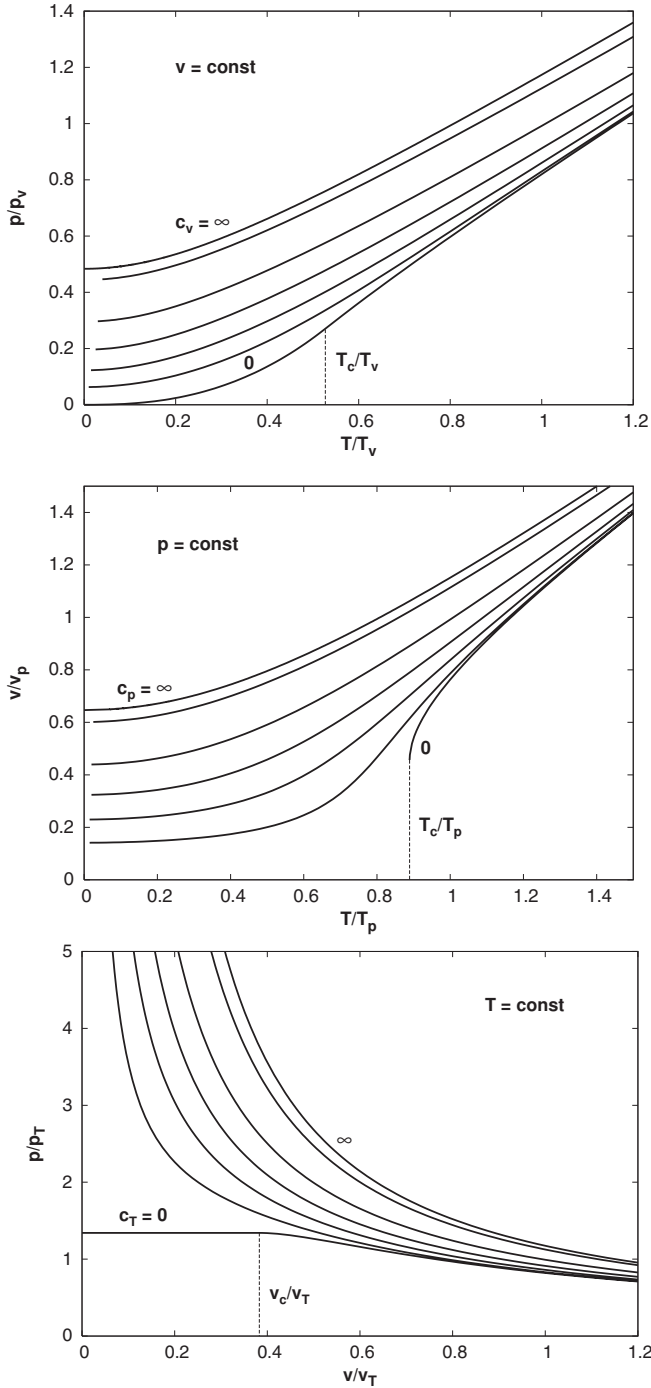 1.4
v = const
1.2
1
p/p_v
0.8
c_v = ∞
0.6
0.4
0.2
0
T_c/T_v
0
0 0.2 0.4 0.6 0.8 1 1.2
T/T_v
1.4
p = const
1.2
1
v/v_p
0.8
c_p = ∞
0.6
0
0.4
0.2
T_c/T_p
0
0 0.2 0.4 0.6 0.8 1 1.2 1.4
T/T_p
5
T = const
4
3
p/p_T
∞
2
c_T = 0
1
v_c/v_T
0
0 0.2 0.4 0.6 0.8 1 1.2
v/v_T